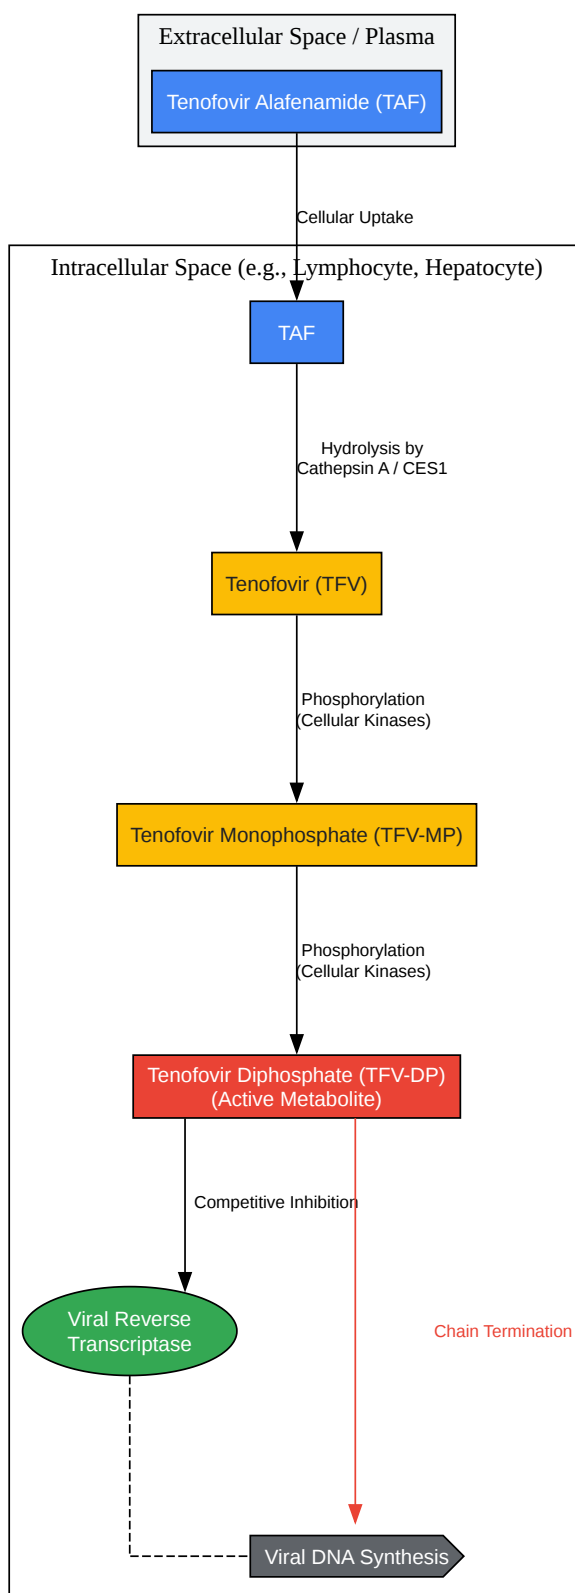 Extracellular Space / Plasma
Tenofovir Alafenamide (TAF)
Cellular Uptake
Intracellular Space (e.g., Lymphocyte, Hepatocyte)
TAF
Hydrolysis by
Cathepsin A / CES1
Tenofovir (TFV)
Phosphorylation
(Cellular Kinases)
Tenofovir Monophosphate (TFV-MP)
Phosphorylation
(Cellular Kinases)
Tenofovir Diphosphate (TFV-DP)
(Active Metabolite)
Competitive Inhibition
Viral Reverse
Transcriptase
Chain Termination
Viral DNA Synthesis